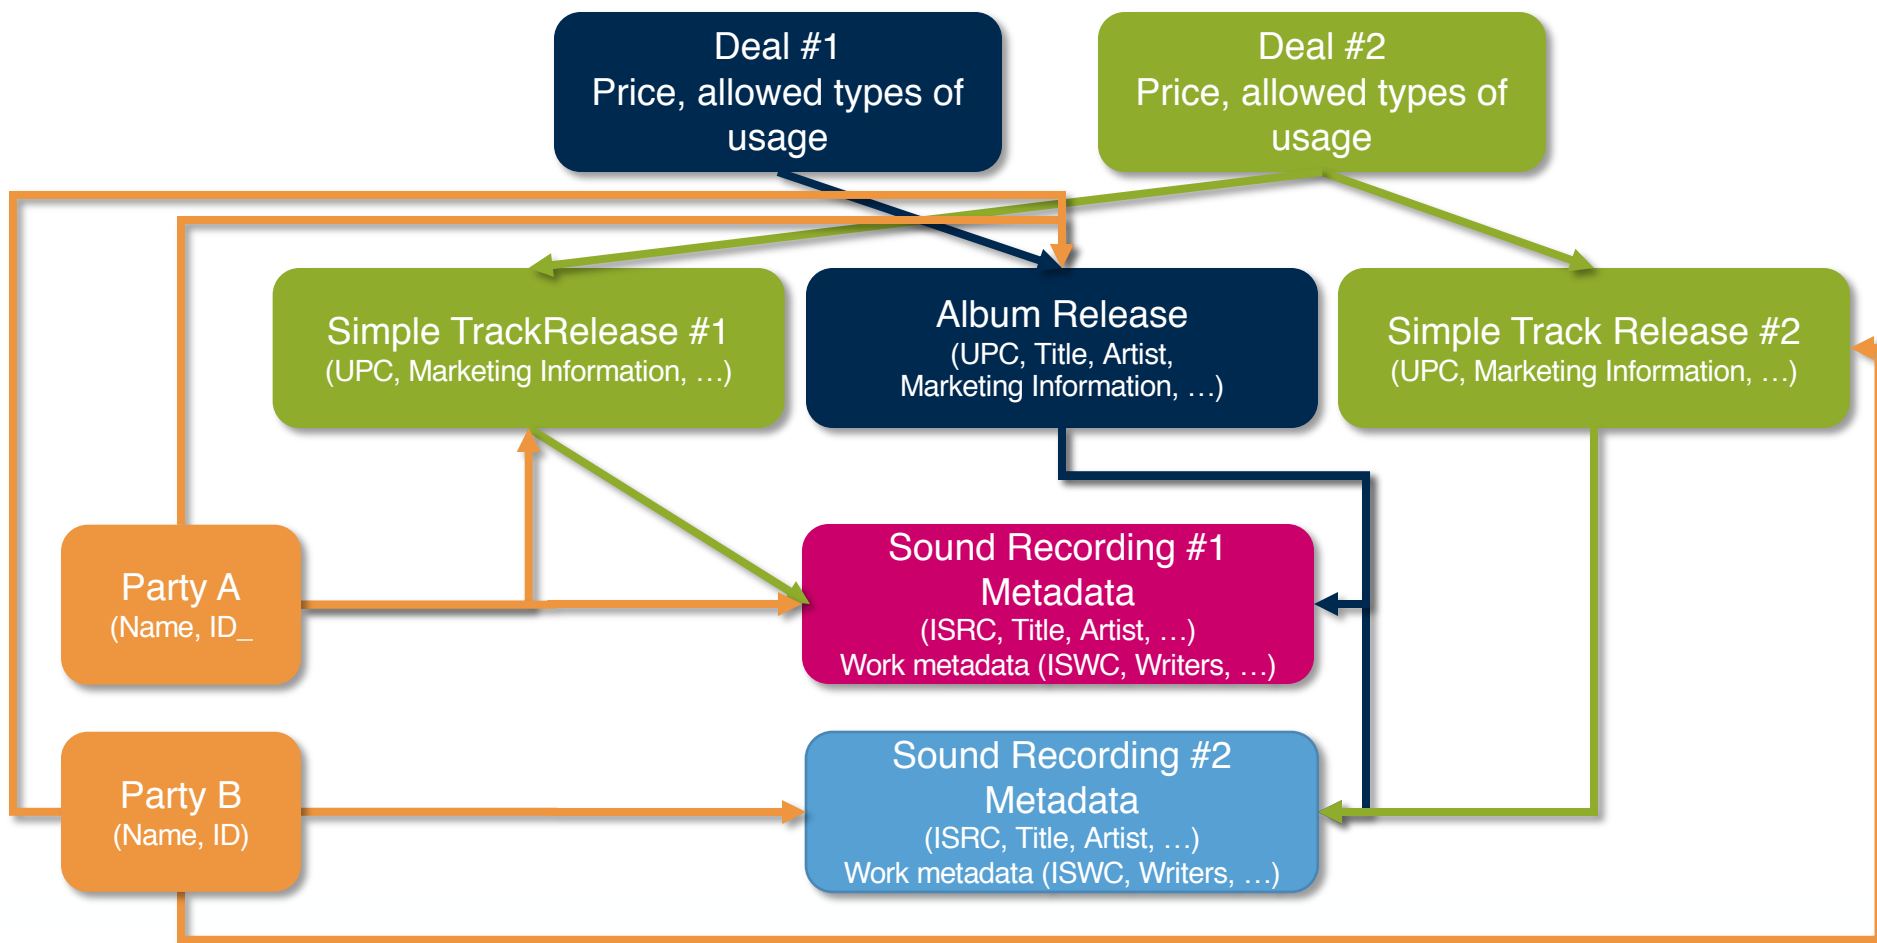 Deal #1
Price, allowed types of
usage
Deal #2
Price, allowed types of
usage
Simple TrackRelease #1
(UPC, Marketing Information, …)
Album Release
(UPC, Title, Artist,
Marketing Information, …)
Simple Track Release #2
(UPC, Marketing Information, …)
Party A
(Name, ID_
Sound Recording #1
Metadata
(ISRC, Title, Artist, …)
Work metadata (ISWC, Writers, …)
Party B
(Name, ID)
Sound Recording #2
Metadata
(ISRC, Title, Artist, …)
Work metadata (ISWC, Writers, …)